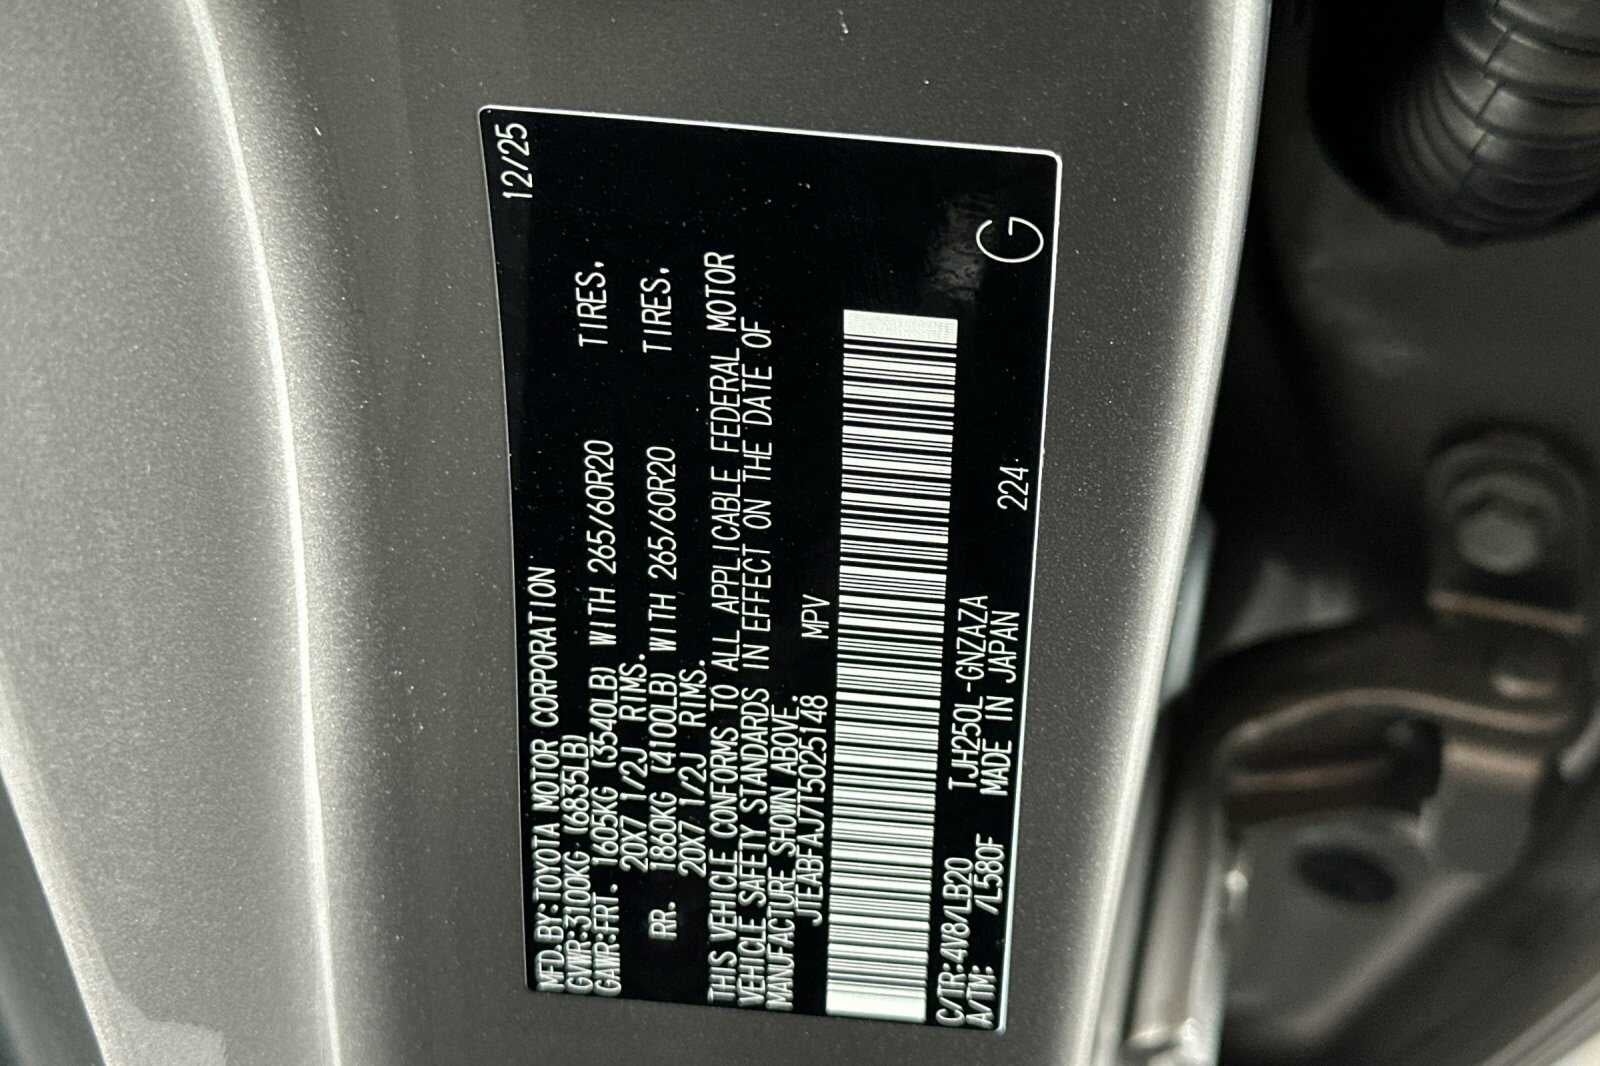 12/25
MFD.BY:TOYOTA MOTOR CORPORATION
GVWR:3100KG (6835LB)
GAWR:FRT. 1605KG (3540LB) WITH 265/60R20 TIRES.
20X7 1/2J RIMS.
RR. 1860KG (4100LB) WITH 265/60R20 TIRES.
20X7 1/2J RIMS.
THIS VEHICLE CONFORMS TO ALL APPLICABLE FEDERAL MOTOR
VEHICLE SAFETY STANDARDS IN EFFECT ON THE DATE OF
MANUFACTURE SHOWN ABOVE.
JTEABFAJ7T5025148 MPV
C/TR:4V8/LB20 TJH250L-GNZAZA
A/TM: /L580F MADE IN JAPAN 224
G